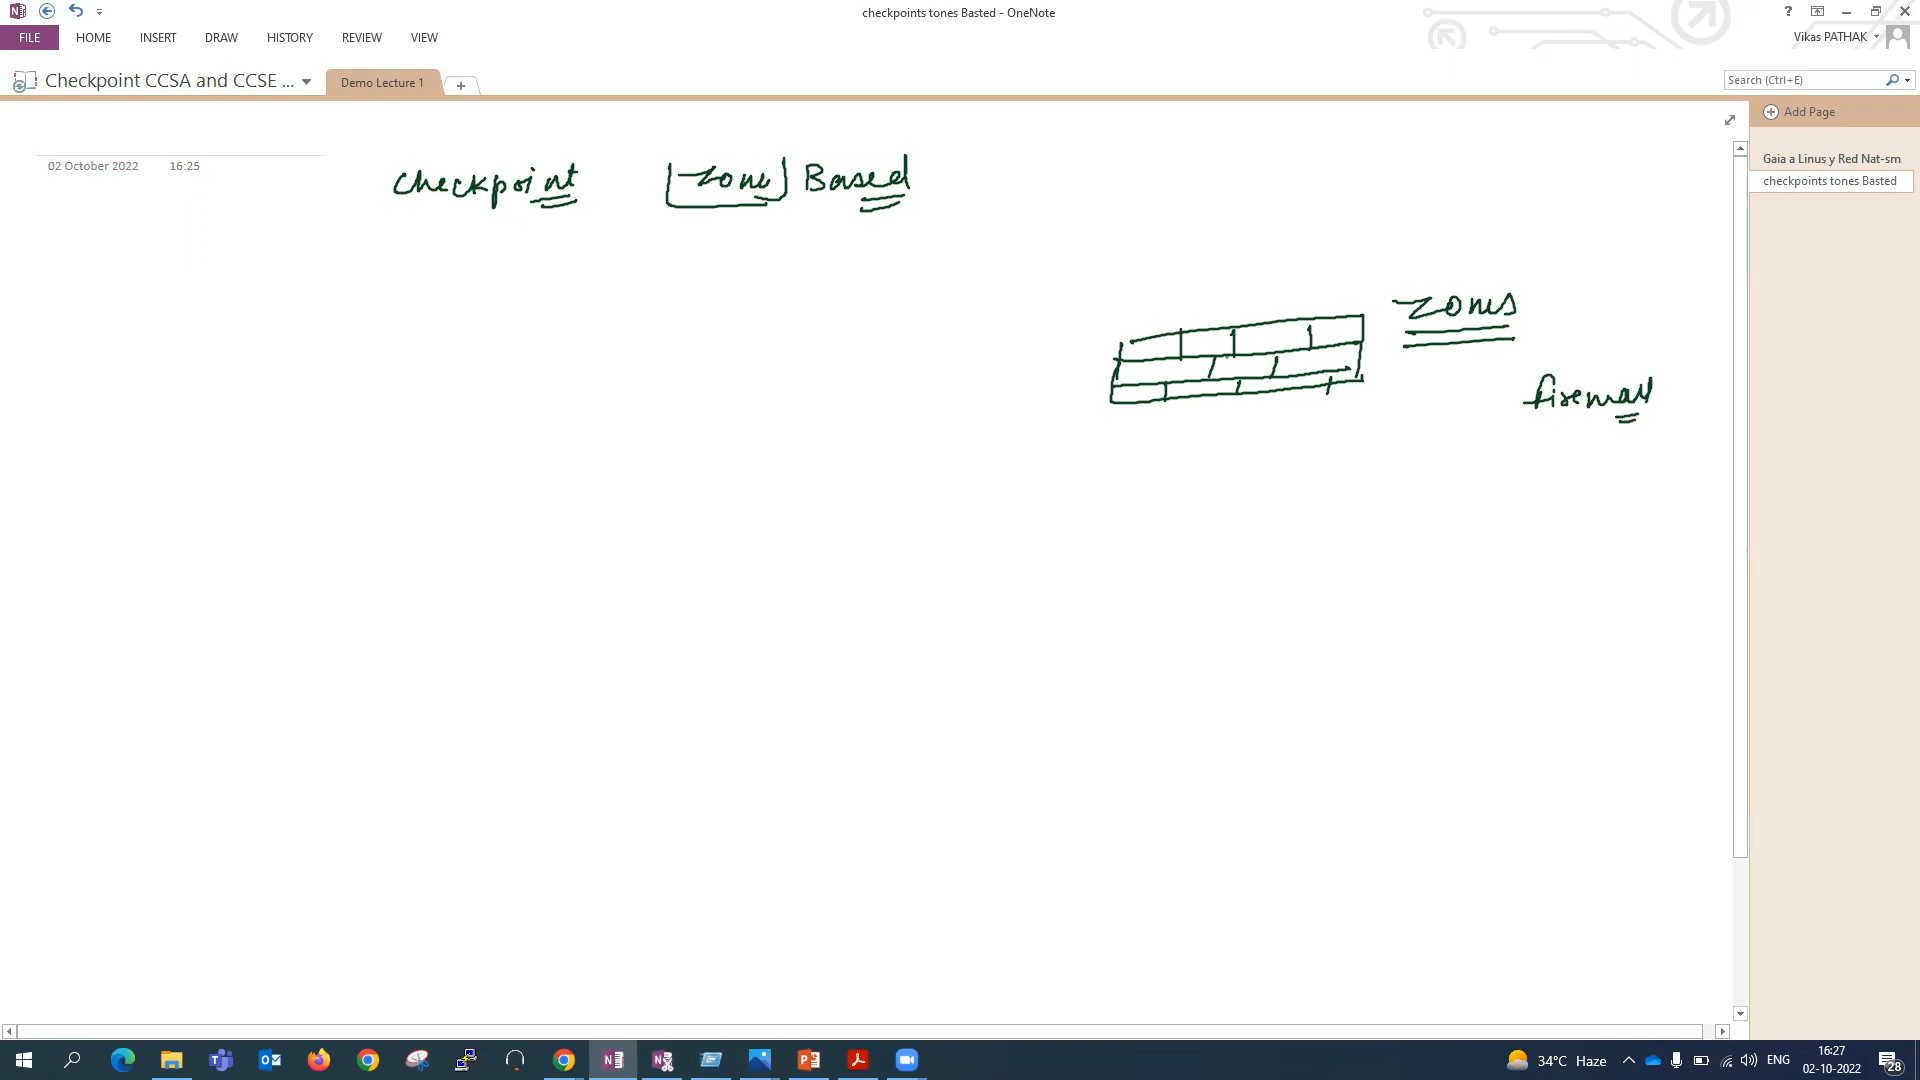 checkpoints tones Basted - OneNote
FILE HOME INSERT DRAW HISTORY REVIEW VIEW
Vikas PATHAK
Checkpoint CCSA and CCSE ...
Demo Lecture 1
Search (Ctrl+E)
Add Page
Gaia a Linus y Red Nat-sm
checkpoints tones Basted
02 October 2022 16:25
checkpoint zone Based
zones
firewall
34°C Haze
ENG
16:27
02-10-2022
28